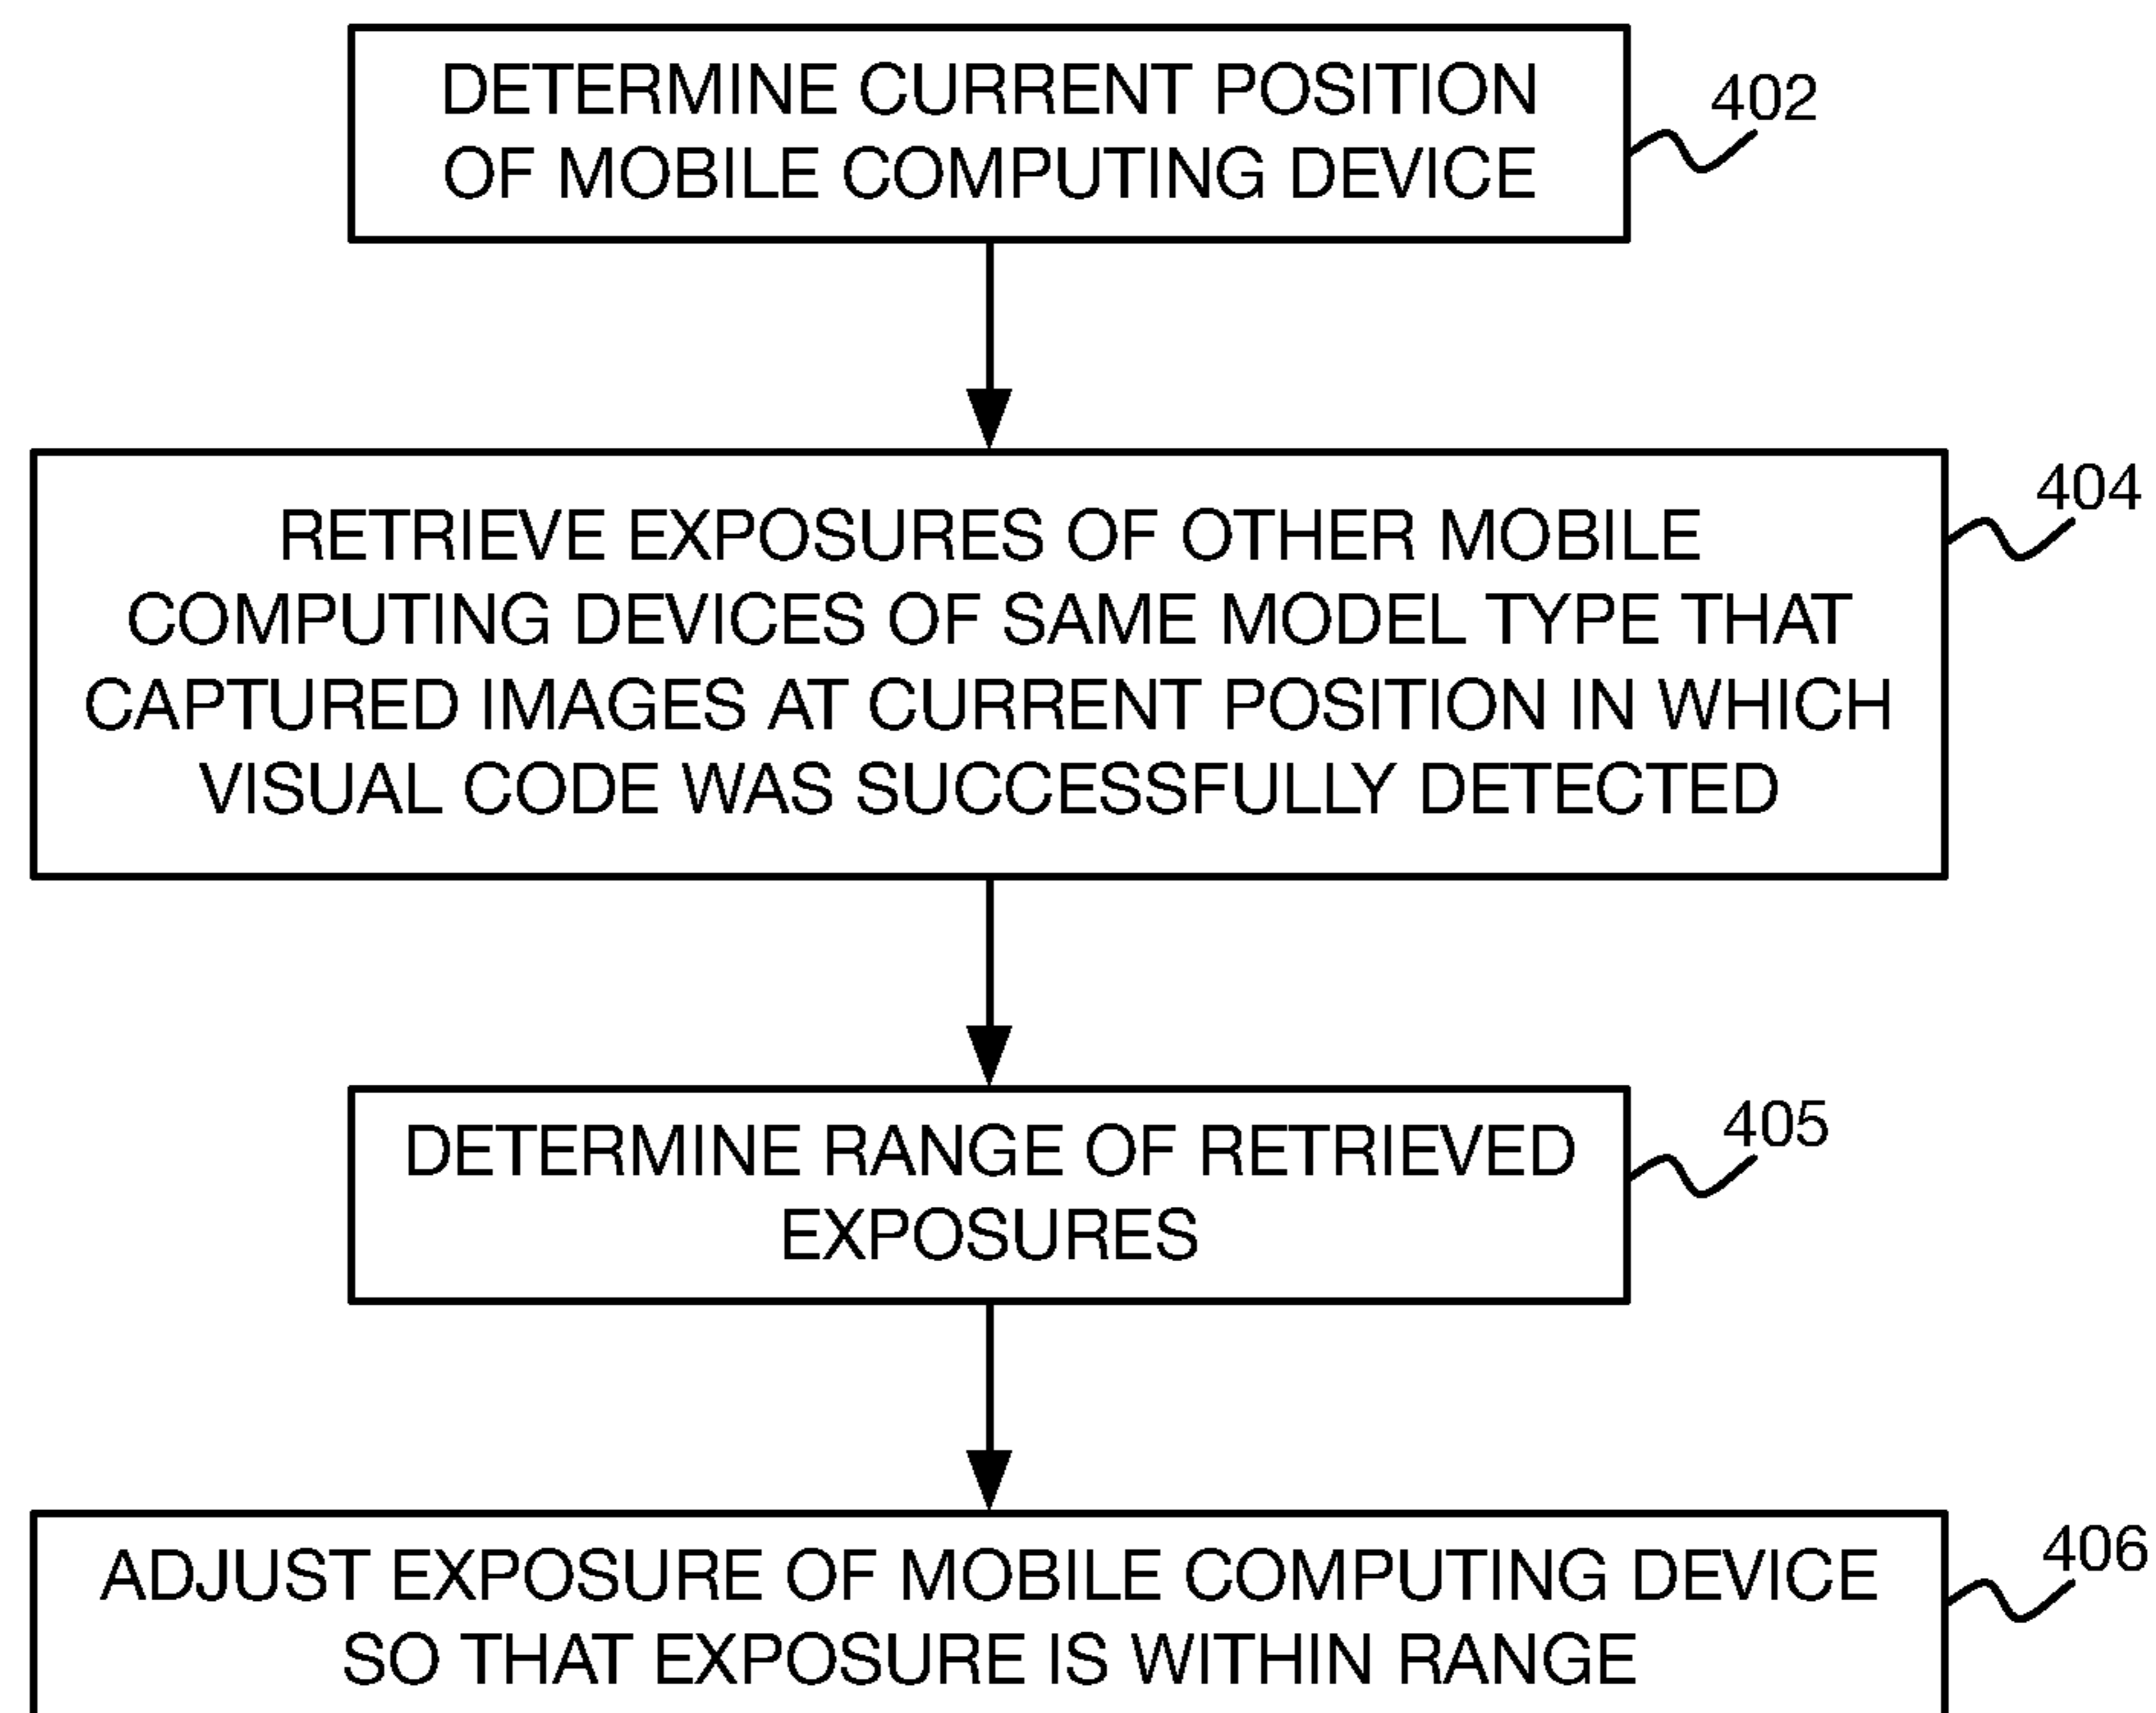 DETERMINE CURRENT POSITION
OF MOBILE COMPUTING DEVICE
402
RETRIEVE EXPOSURES OF OTHER MOBILE
COMPUTING DEVICES OF SAME MODEL TYPE THAT
CAPTURED IMAGES AT CURRENT POSITION IN WHICH
VISUAL CODE WAS SUCCESSFULLY DETECTED
404
DETERMINE RANGE OF RETRIEVED
EXPOSURES
405
ADJUST EXPOSURE OF MOBILE COMPUTING DEVICE
SO THAT EXPOSURE IS WITHIN RANGE
406